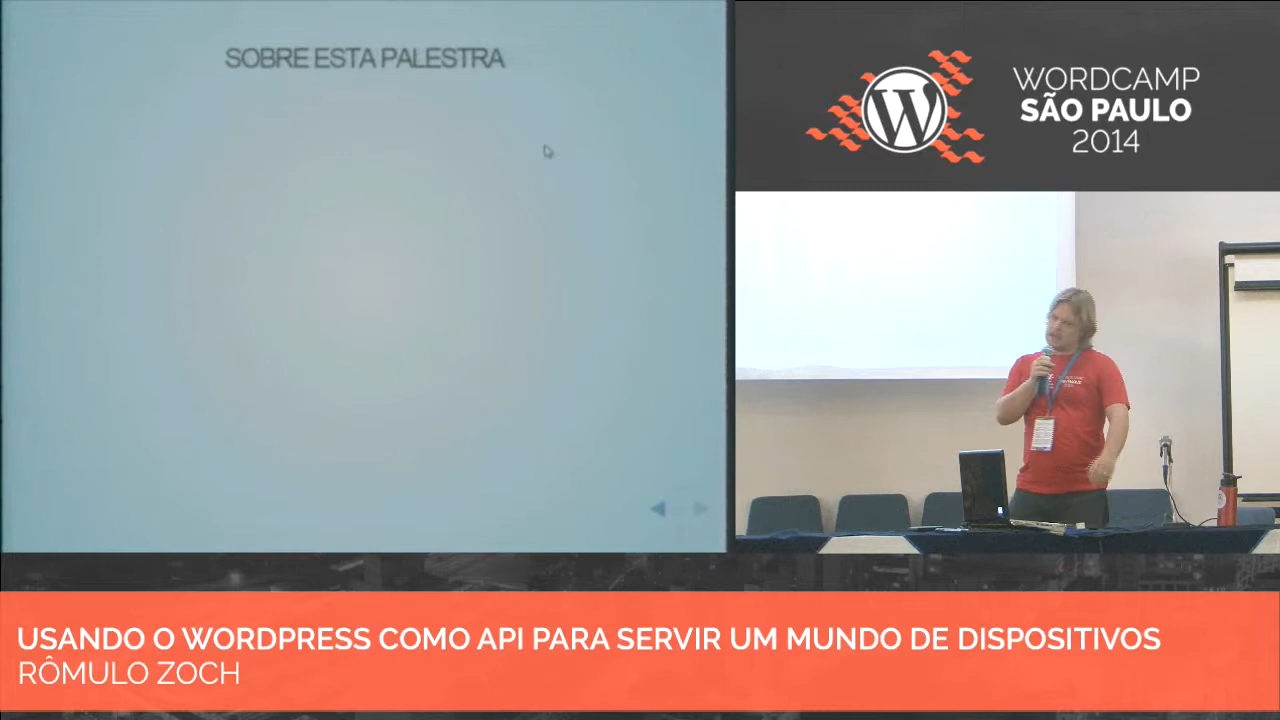 SOBRE ESTA PALESTRA
WORDCAMP
SÃO PAULO
2014
USANDO O WORDPRESS COMO API PARA SERVIR UM MUNDO DE DISPOSITIVOS
RÔMULO ZOCH